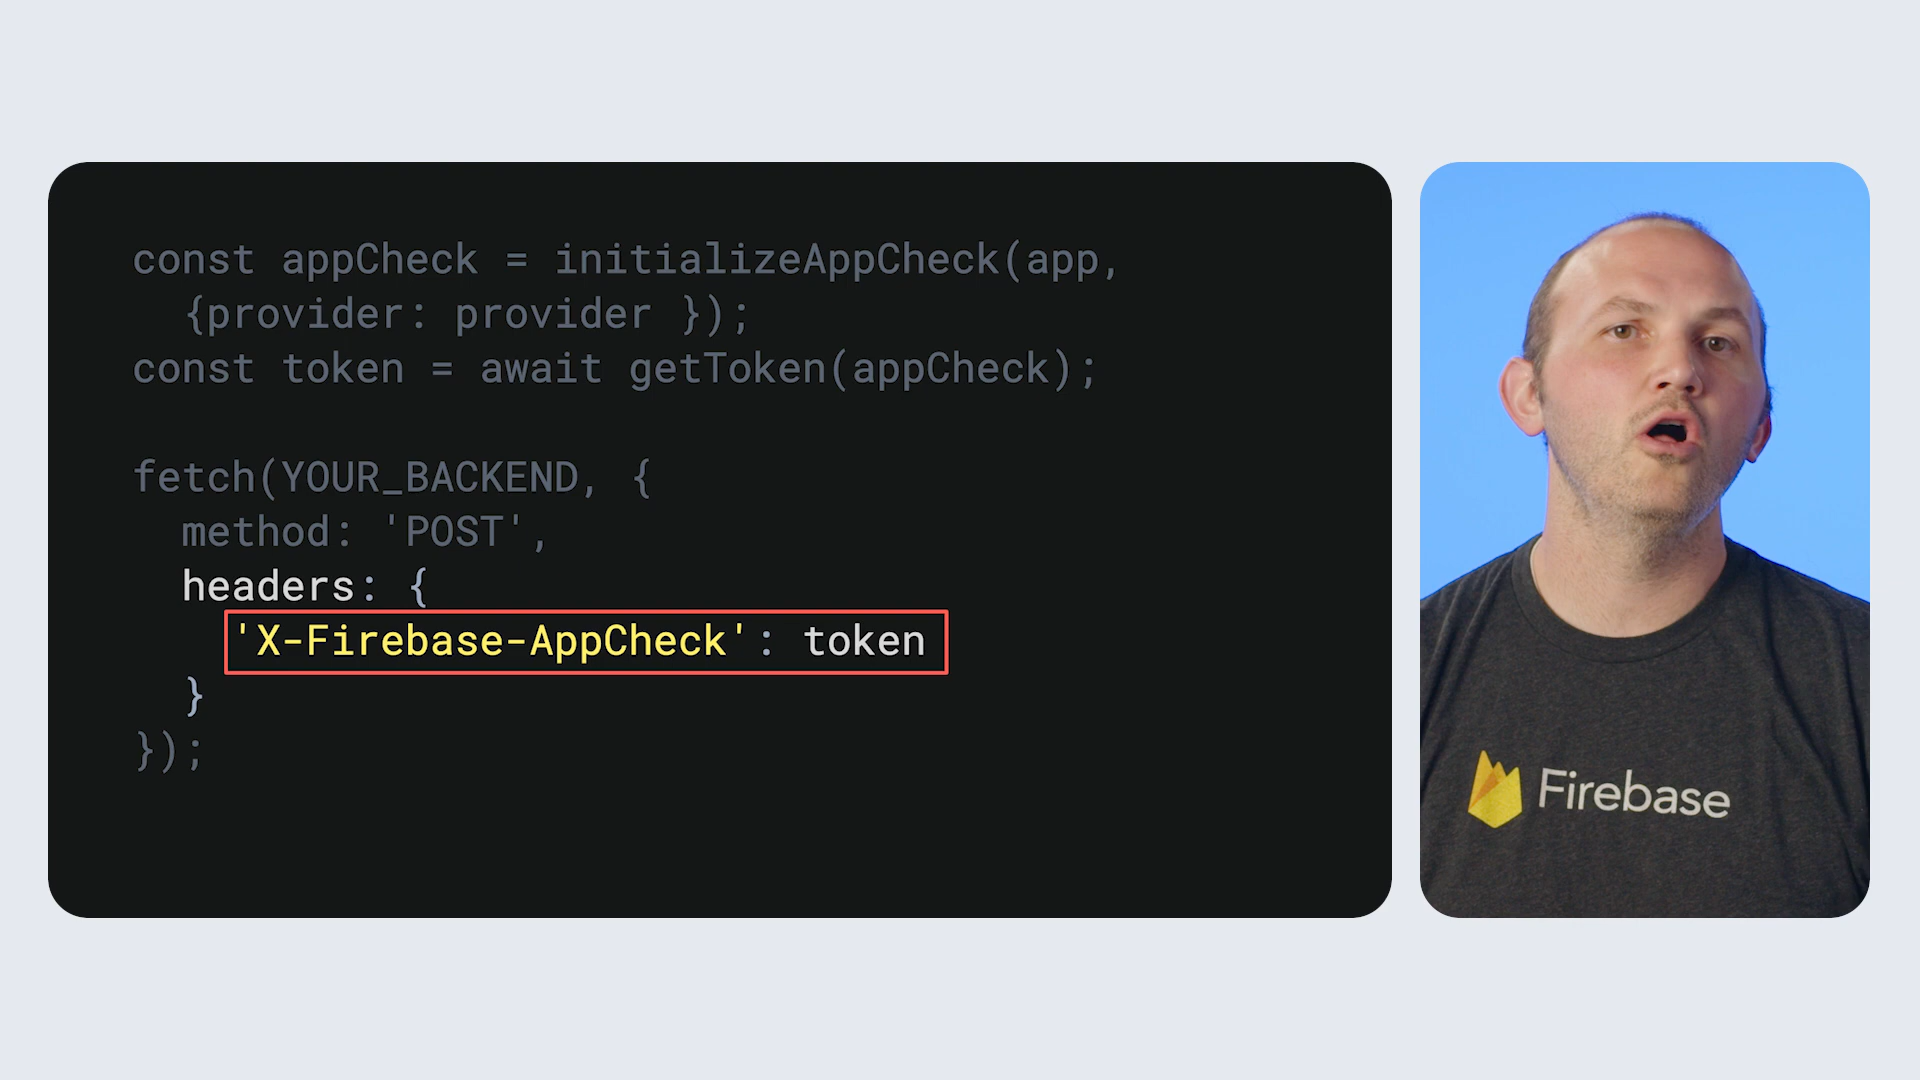 const appCheck = initializeAppCheck(app,
{provider: provider });
const token = await getToken(appCheck);
fetch(YOUR_BACKEND, {
method: 'POST',
headers: {
'X-Firebase-AppCheck': token
}
});
Firebase